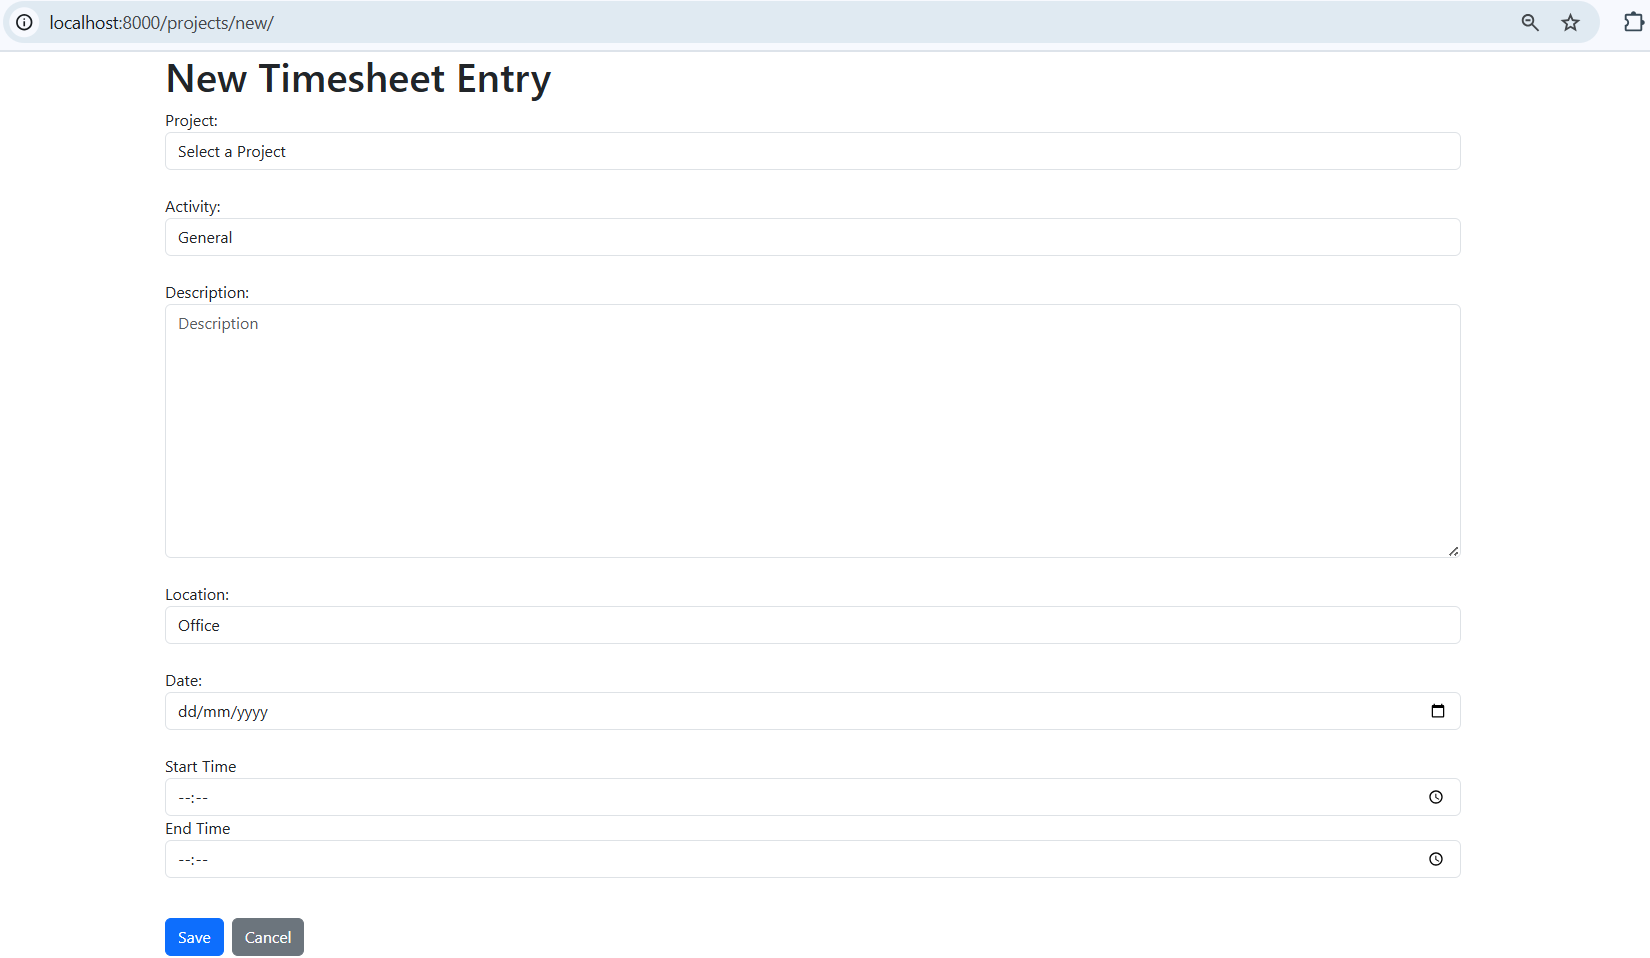 localhost:8000/projects/new/
New Timesheet Entry
Project:
Select a Project
Activity:
General
Description:
Description
Location:
Office
Date:
dd/mm/yyyy
Start Time
--:--
End Time
--:--
Save Cancel